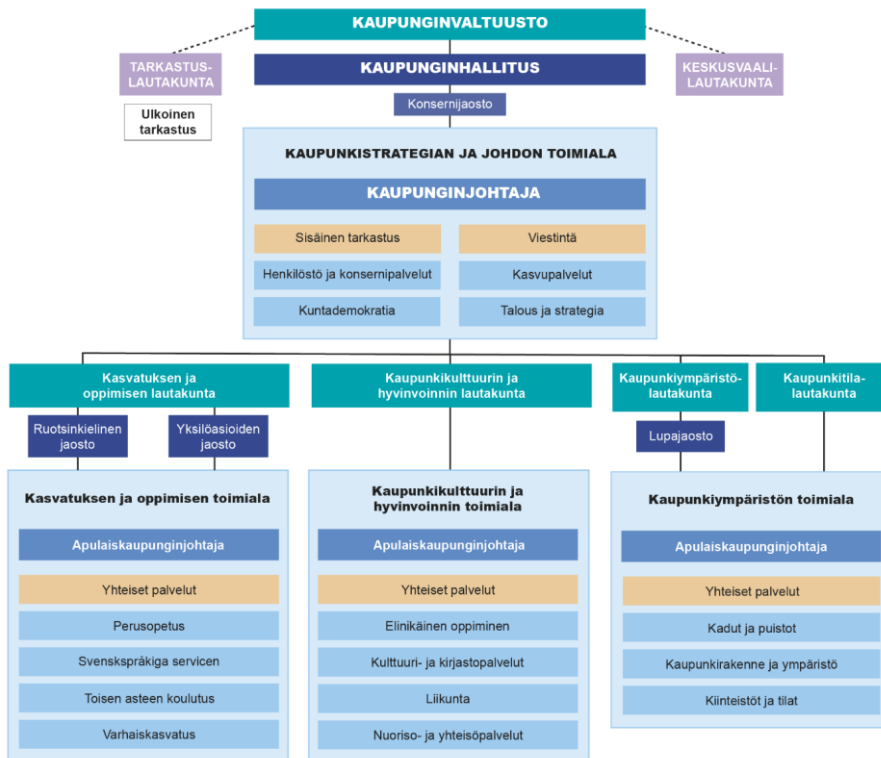 KAUPUNGINVALTUUSTO
TARKASTUS-
LAUTAKUNTA
KAUPUNGINHALLITUS
KESKUSVAALI-
LAUTAKUNTA
Ulkoinen
tarkastus
Konsernijaosto
KAUPUNKISTRATEGIAN JA JOHDON TOIMIALA
KAUPUNGINJOHTAJA
Sisäinen tarkastus
Viestintä
Henkilöstö ja konsernipalvelut
Kasvupalvelut
Kuntademokratia
Talous ja strategia
Kasvatuksen ja
oppimisen lautakunta
Kaupunkikulttuurin ja
hyvinvoinnin lautakunta
Kaupunkiympäristö-
lautakunta
Kaupunkitila-
lautakunta
Ruotsinkielinen
jaosto
Yksilöasioiden
jaosto
Lupajaosto
Kasvatuksen ja oppimisen toimiala
Apulaiskaupunginjohtaja
Yhteiset palvelut
Perusopetus
Svenskspråkiga servicen
Toisen asteen koulutus
Varhaiskasvatus
Kaupunkikulttuurin ja
hyvinvoinnin toimiala
Apulaiskaupunginjohtaja
Yhteiset palvelut
Elinikäinen oppiminen
Kulttuuri- ja kirjastopalvelut
Liikunta
Nuoriso- ja yhteisöpalvelut
Kaupunkiympäristön toimiala
Apulaiskaupunginjohtaja
Yhteiset palvelut
Kadut ja puistot
Kaupunkirakenne ja ympäristö
Kiinteistöt ja tilat